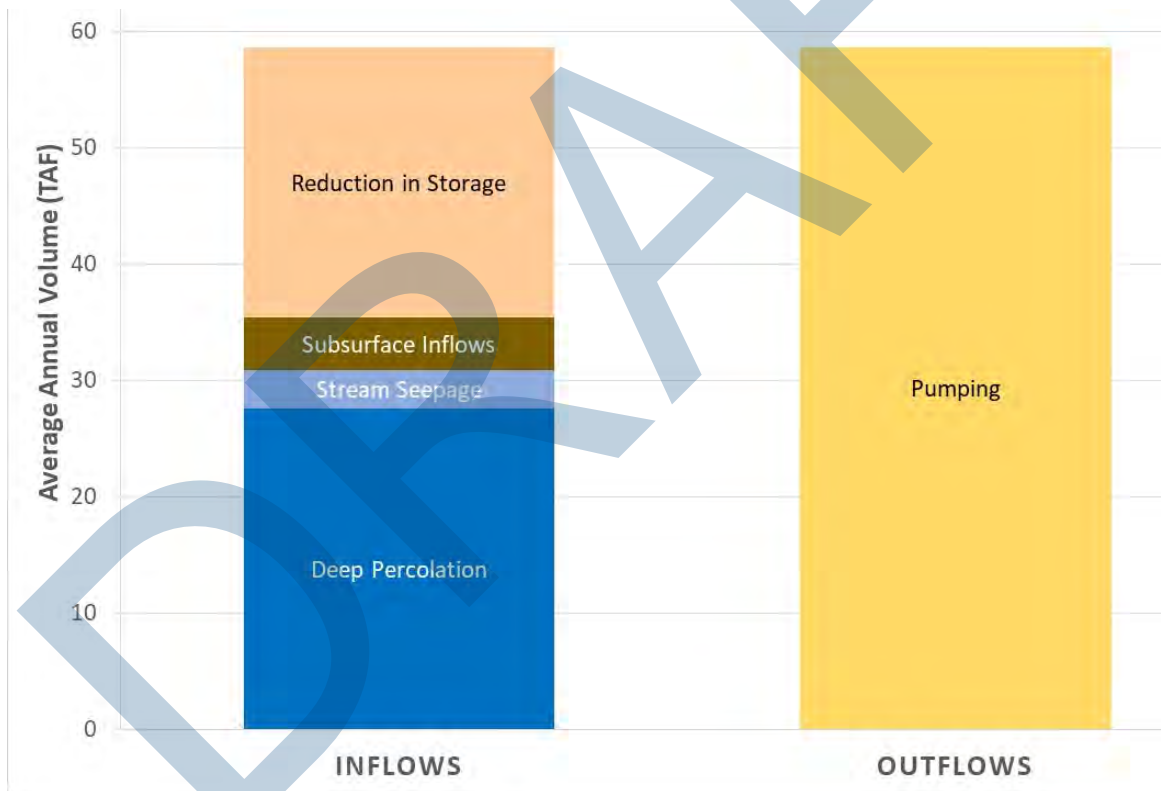 60
50
40
30
20
10
0
Average Annual Volume (TAF)
Reduction in Storage
Subsurface Inflows
Stream Seepage
Deep Percolation
Pumping
INFLOWS
OUTFLOWS
DRAF